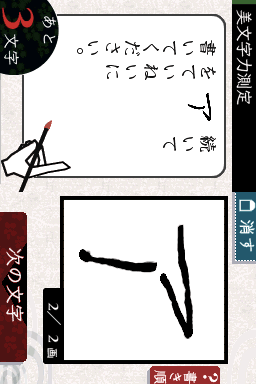 美文字力測定
あと
3文字
続いて ア
をていねいに
書いてください。
消す
ア
2/2画
次の文字
?書き順